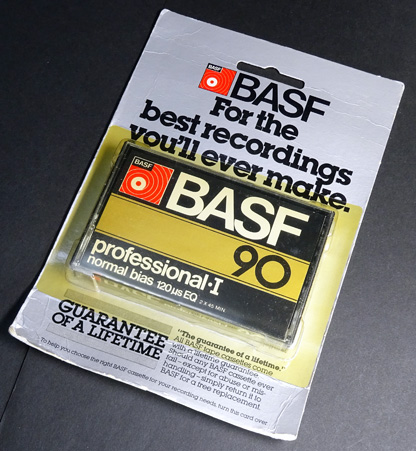 BASF
BASF
For the
best recordings
you'll ever make.
BASF
BASF
90
professional·I
normal bias 120 µs EQ 2 X 45 MIN
GUARANTEE
OF A LIFETIME
"The guarantee of a lifetime."
All BASF tape cassettes come
with a lifetime guarantee.
Should any BASF cassette ever
fail—except for abuse or mis-
handling—simply return it to
BASF for a free replacement.
To help you choose the right BASF cassette for your recording needs, turn this card over.